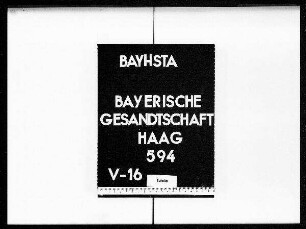 BAYHSTA
BAYERISCHE
GESANDTSCHAFT
HAAG
594
V-16